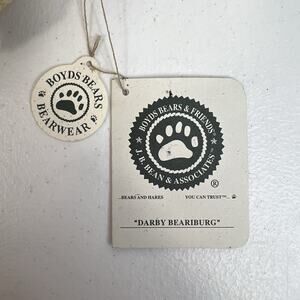 BOYDS BEARS
BEARWEAR
BOYDS BEARS & FRIENDS
J.B. BEAN & ASSOCIATES
®
..BEARS AND HARES
YOU CAN TRUST™...
"DARBY BEARIBURG"